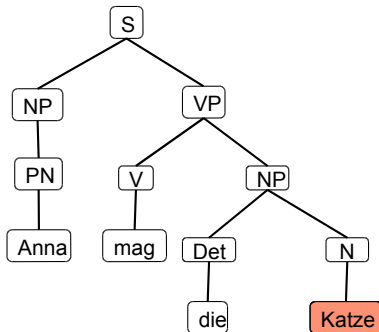 S
NP VP
PN V NP
Anna mag Det N
die Katze